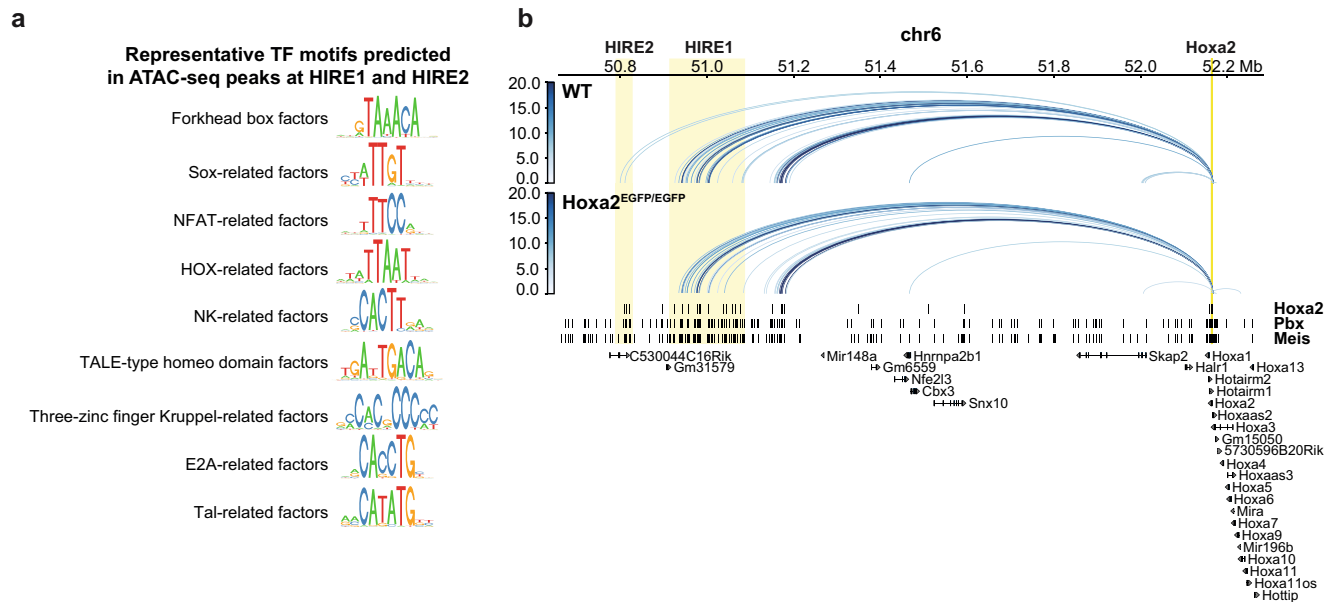 a
Representative TF motifs predicted
in ATAC-seq peaks at HIRE1 and HIRE2
Forkhead box factors
Sox-related factors
NFAT-related factors
HOX-related factors
NK-related factors
TALE-type homeo domain factors
Three-zinc finger Kruppel-related factors
E2A-related factors
Tal-related factors
b
chr6
HIRE2 HIRE1 Hoxa2
50.8 51.0 51.2 51.4 51.6 51.8 52.0 52.2 Mb
WT
20.0
15.0
10.0
5.0
0.0
Hoxa2EGFP/EGFP
20.0
15.0
10.0
5.0
0.0
Hoxa2
Pbx
Meis
C530044C16Rik Mir148a Hnrnpa2b1 Skap2 Hoxa1
Gm31579 Gm6559 Halr1 Hoxa13
Nfe2l3 Hotairm2
Cbx3 Hotairm1
Snx10 Hoxa2
Hoxaas2
Hoxa3
Gm15050
5730596B20Rik
Hoxa4
Hoxaas3
Hoxa5
Hoxa6
Mira
Hoxa7
Hoxa9
Mir196b
Hoxa10
Hoxa11
Hoxa11os
Hottip